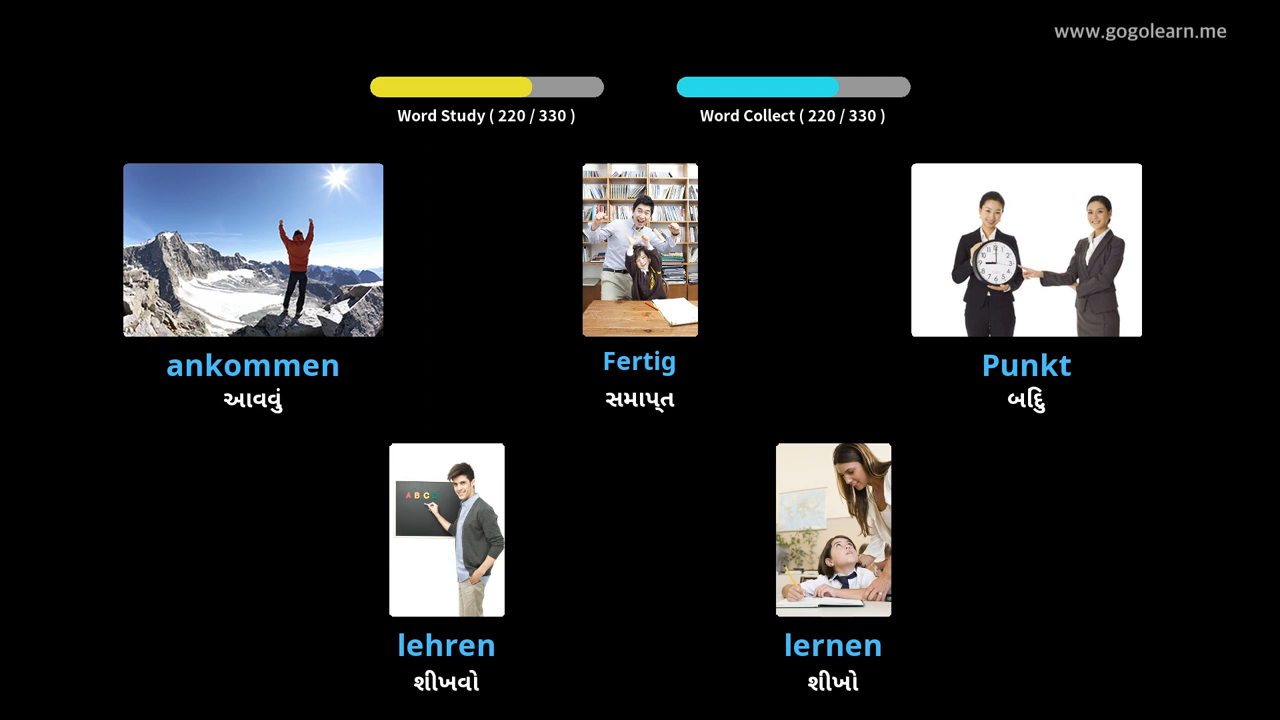 www.gogolearn.me
Word Study ( 220 / 330 )
Word Collect ( 220 / 330 )
ankommen
આવવું
Fertig
સમાપ્ત
Punkt
બિંદુ
A B C D
lehren
શીખવો
lernen
શીખો